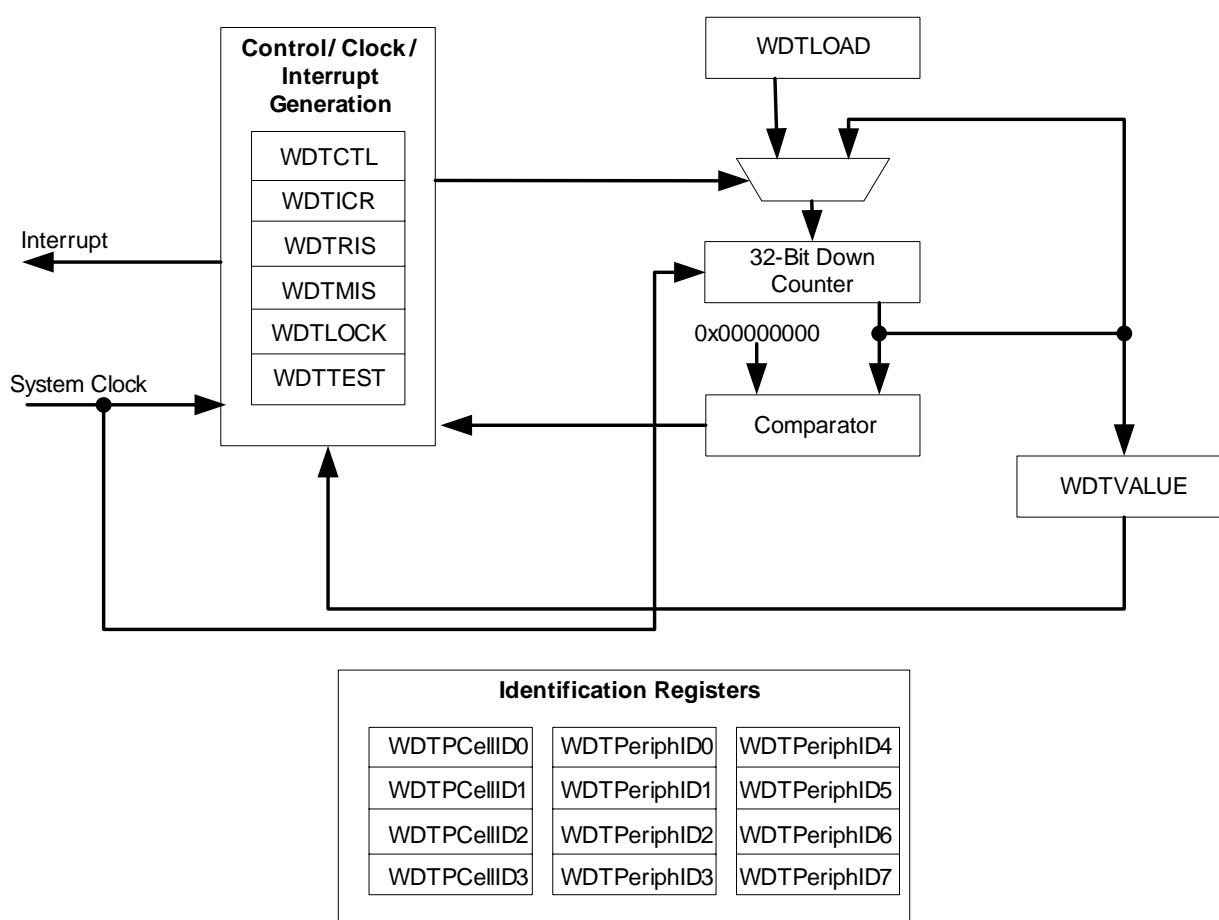 Control/ Clock /
Interrupt
Generation
WDTCTL
WDTICR
WDTRIS
WDTMIS
WDTLOCK
WDTTEST
Interrupt
System Clock
WDTLOAD
32-Bit Down
Counter
0x00000000
Comparator
WDTVALUE
Identification Registers
WDTPCellID0 WDTPeriphID0 WDTPeriphID4
WDTPCellID1 WDTPeriphID1 WDTPeriphID5
WDTPCellID2 WDTPeriphID2 WDTPeriphID6
WDTPCellID3 WDTPeriphID3 WDTPeriphID7